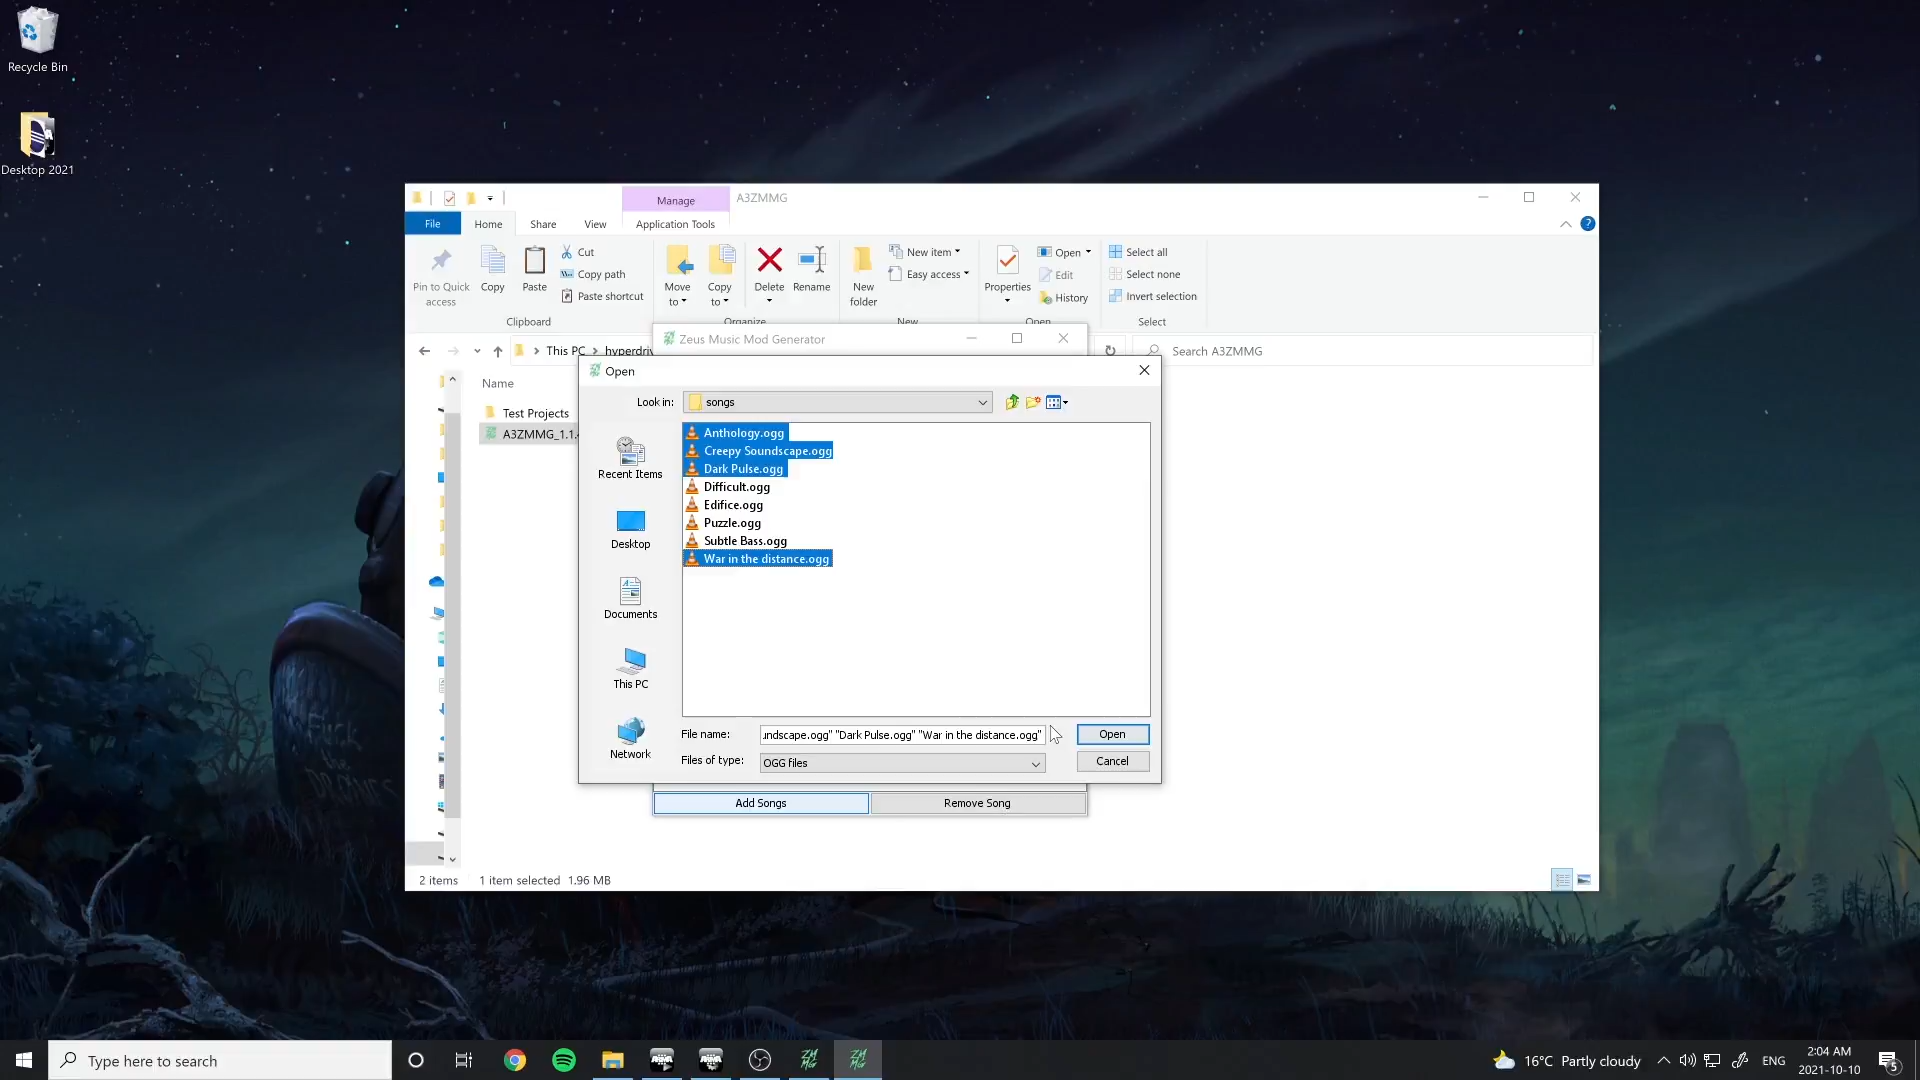 Recycle Bin
Desktop 2021
Manage
A3ZMMG
File
Home
Share
View
Application Tools
Pin to Quick access
Copy
Paste
Cut
Copy path
Paste shortcut
Clipboard
Move to
Copy to
Delete
Rename
Organize
New folder
New item
Easy access
New
Properties
Open
Edit
History
Open
Select all
Select none
Invert selection
Select
This PC
hyperdriv
Search A3ZMMG
Name
Test Projects
A3ZMMG_1.1.
2 items
1 item selected 1.96 MB
Zeus Music Mod Generator
Add Songs
Remove Song
Open
Look in:
songs
Recent Items
Desktop
Documents
This PC
Network
Anthology.ogg
Creepy Soundscape.ogg
Dark Pulse.ogg
Difficult.ogg
Edifice.ogg
Puzzle.ogg
Subtle Bass.ogg
War in the distance.ogg
File name:
undscape.ogg" "Dark Pulse.ogg" "War in the distance.ogg"
Open
Files of type:
OGG files
Cancel
Type here to search
16°C Partly cloudy
ENG
2:04 AM
2021-10-10
5